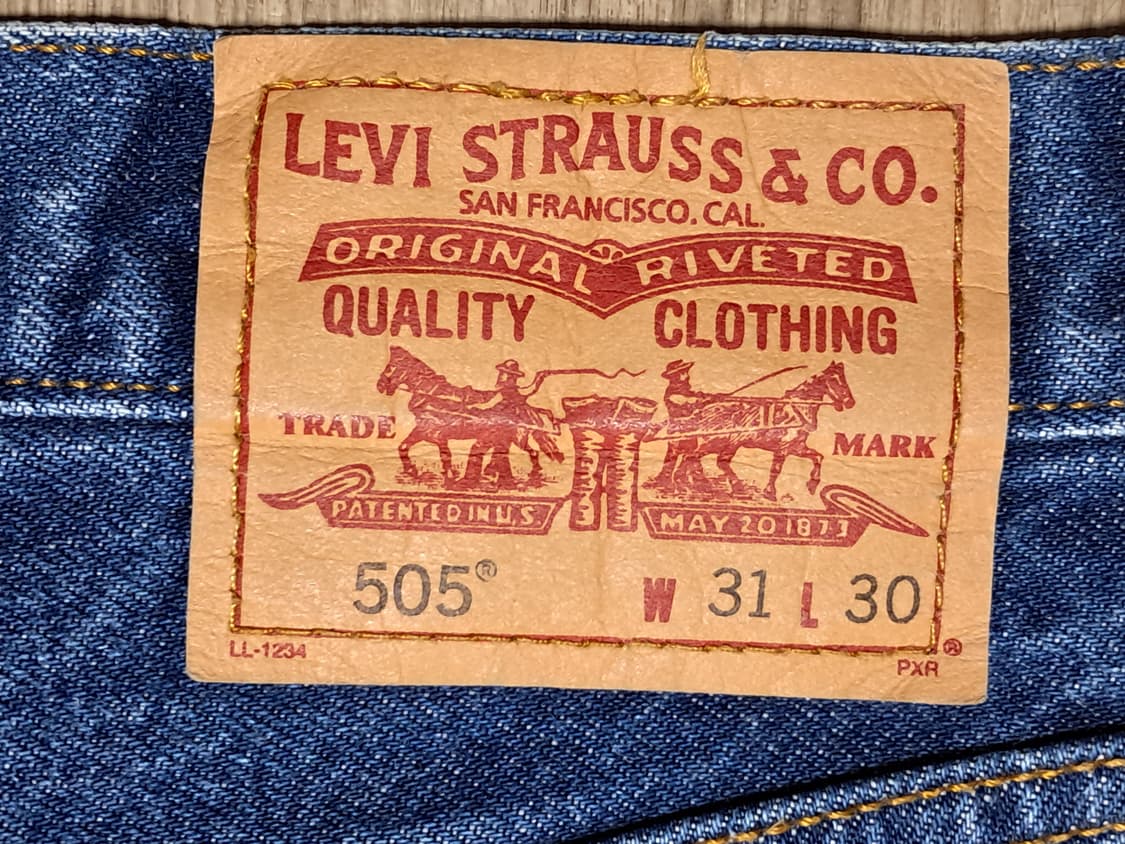 LEVI STRAUSS & CO.
SAN FRANCISCO. CAL.
ORIGINAL RIVETED
QUALITY CLOTHING
TRADE MARK
PATENTED IN U.S. MAY 20 1873
505® W 31 L 30
LL-1234 PXR ®